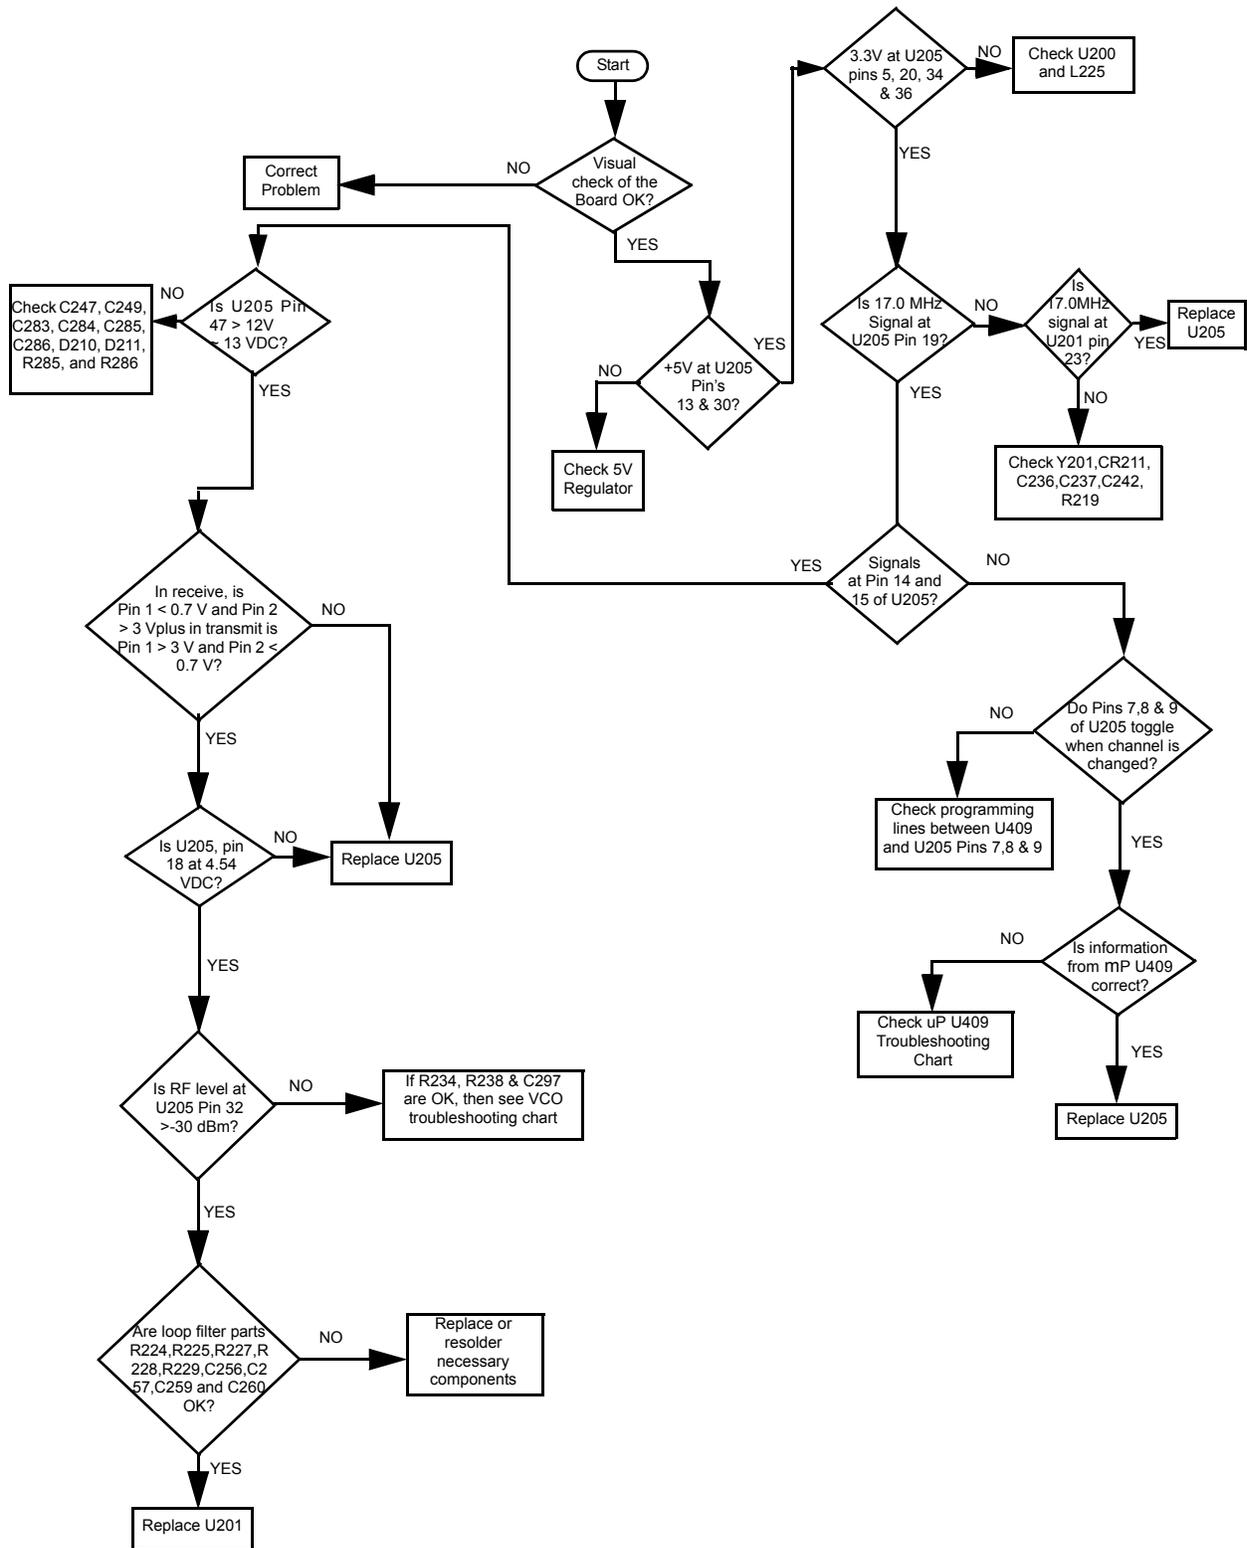 Start
Visual
check of the
Board OK?
NO
Correct
Problem
YES
+5V at U205
Pin's
13 & 30?
NO
Check 5V
Regulator
YES
3.3V at U205
pins 5, 20, 34
& 36
NO
Check U200
and L225
YES
Is 17.0 MHz
Signal at
U205 Pin 19?
NO
Is
17.0MHz
signal at
U201 pin
23?
YES
Replace
U205
NO
Check Y201,CR211,
C236,C237,C242,
R219
YES
Signals
at Pin 14 and
15 of U205?
NO
Do Pins 7,8 & 9
of U205 toggle
when channel is
changed?
NO
Check programming
lines between U409
and U205 Pins 7,8 & 9
YES
Is information
from mP U409
correct?
NO
Check uP U409
Troubleshooting
Chart
YES
Replace U205
YES
Is U205 Pin
47 > 12V
~ 13 VDC?
NO
Check C247, C249,
C283, C284, C285,
C286, D210, D211,
R285, and R286
YES
In receive, is
Pin 1 < 0.7 V and Pin 2
> 3 Vplus in transmit is
Pin 1 > 3 V and Pin 2 <
0.7 V?
NO
YES
Is U205, pin
18 at 4.54
VDC?
NO
Replace U205
YES
Is RF level at
U205 Pin 32
>-30 dBm?
NO
If R234, R238 & C297
are OK, then see VCO
troubleshooting chart
YES
Are loop filter parts
R224,R225,R227,R
228,R229,C256,C2
57,C259 and C260
OK?
NO
Replace or
resolder
necessary
components
YES
Replace U201